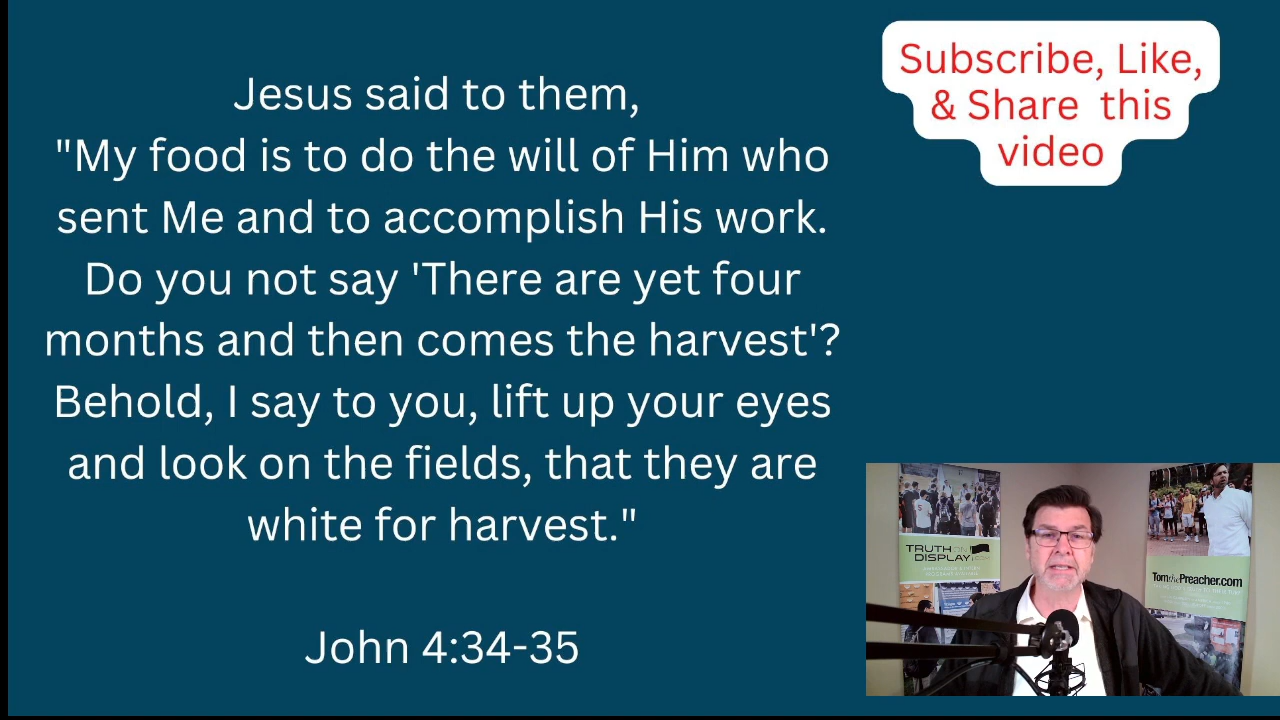 Jesus said to them,
"My food is to do the will of Him who
sent Me and to accomplish His work.
Do you not say 'There are yet four
months and then comes the harvest'?
Behold, I say to you, lift up your eyes
and look on the fields, that they are
white for harvest."
John 4:34-35
Subscribe, Like,
& Share this
video
TRUTH ON
DISPLAY
TomthePreacher.com